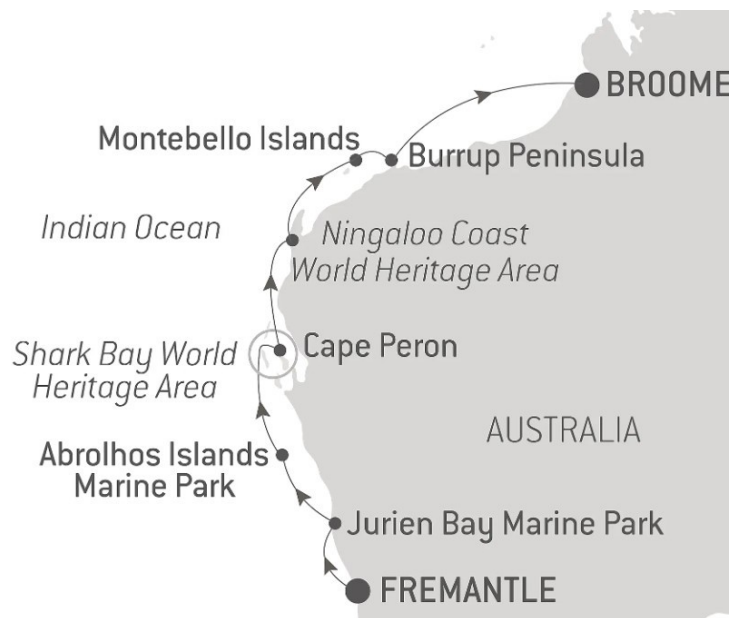 BROOME
Montebello Islands
Burrup Peninsula
Indian Ocean
Ningaloo Coast
World Heritage Area
Cape Peron
Shark Bay World
Heritage Area
AUSTRALIA
Abrolhos Islands
Marine Park
Jurien Bay Marine Park
FREMANTLE